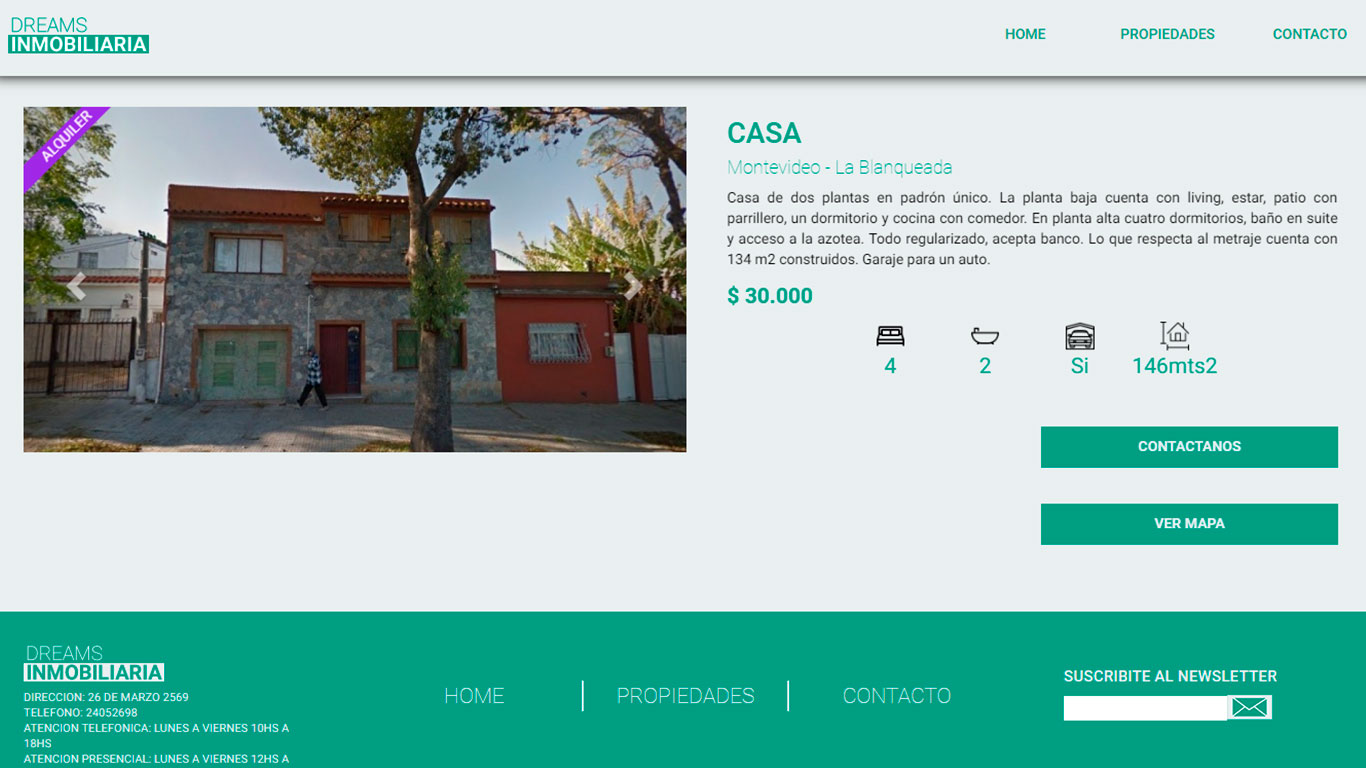 DREAMS
INMOBILIARIA
HOME
PROPIEDADES
CONTACTO
ALQUILER
CASA
Montevideo - La Blanqueada
Casa de dos plantas en padrón único. La planta baja cuenta con living, estar, patio con
parrillero, un dormitorio y cocina con comedor. En planta alta cuatro dormitorios, baño en suite
y acceso a la azotea. Todo regularizado, acepta banco. Lo que respecta al metraje cuenta con
134 m2 construidos. Garaje para un auto.
$ 30.000
4
2
Si
146mts2
CONTACTANOS
VER MAPA
DREAMS
INMOBILIARIA
DIRECCION: 26 DE MARZO 2569
TELEFONO: 24052698
ATENCION TELEFONICA: LUNES A VIERNES 10HS A
18HS
ATENCION PRESENCIAL: LUNES A VIERNES 12HS A
HOME
PROPIEDADES
CONTACTO
SUSCRIBITE AL NEWSLETTER